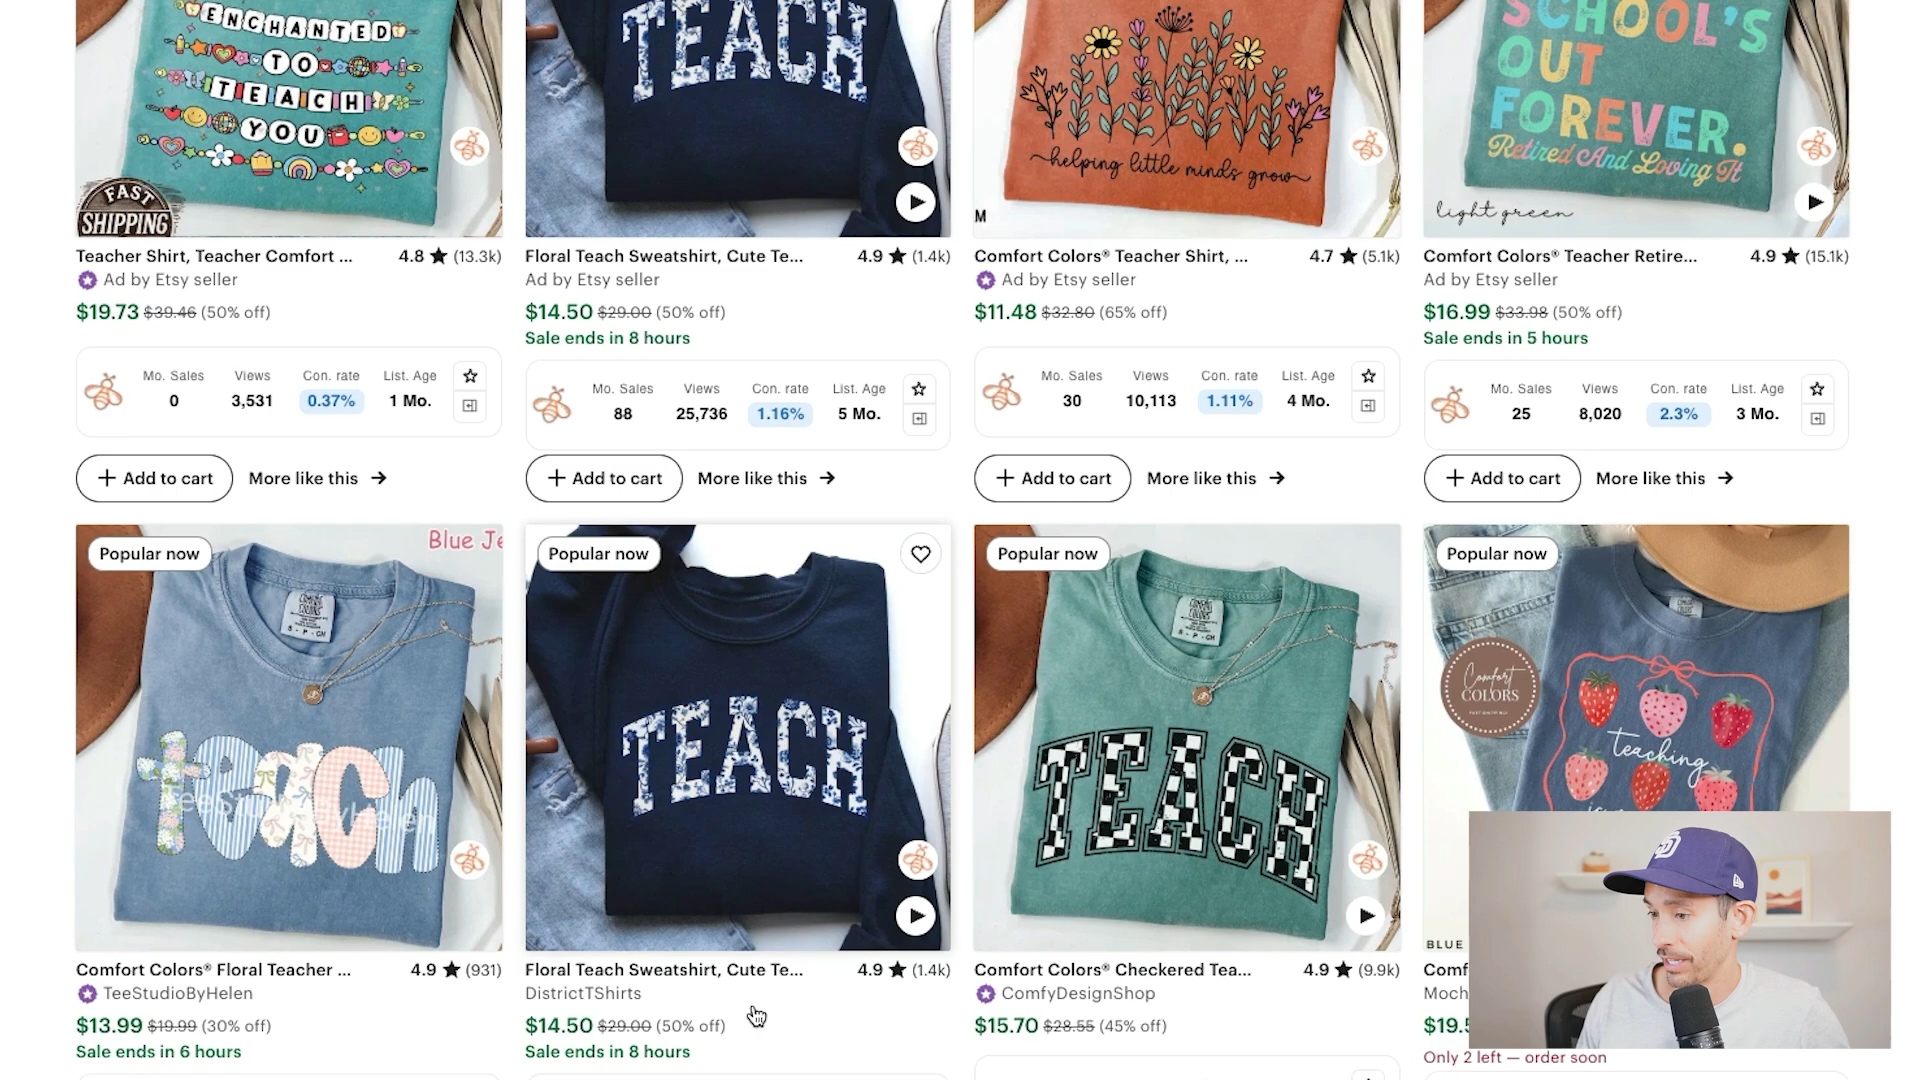 ENCHANTED
TO
TEACH
YOU
FAST
SHIPPING
TEACH
helping little minds grow
M
SCHOOL'S
OUT
FOREVER.
Retired And Loving It
light green
Teacher Shirt, Teacher Comfort ... 4.8 ★ (13.3k)
Ad by Etsy seller
$19.73 $39.46 (50% off)
Floral Teach Sweatshirt, Cute Te... 4.9 ★ (1.4k)
Ad by Etsy seller
$14.50 $29.00 (50% off)
Sale ends in 8 hours
Comfort Colors® Teacher Shirt, ... 4.7 ★ (5.1k)
Ad by Etsy seller
$11.48 $32.80 (65% off)
Comfort Colors® Teacher Retire... 4.9 ★ (15.1k)
Ad by Etsy seller
$16.99 $33.98 (50% off)
Sale ends in 5 hours
Mo. Sales Views Con. rate List. Age
0 3,531 0.37% 1 Mo.
Mo. Sales Views Con. rate List. Age
88 25,736 1.16% 5 Mo.
Mo. Sales Views Con. rate List. Age
30 10,113 1.11% 4 Mo.
Mo. Sales Views Con. rate List. Age
25 8,020 2.3% 3 Mo.
+ Add to cart More like this →
+ Add to cart More like this →
+ Add to cart More like this →
+ Add to cart More like this →
Popular now
Blue Je
COMFORT
COLORS
teach
Popular now
TEACH
Popular now
COMFORT
COLORS
TEACH
Popular now
Comfort
COLORS
teaching
BLUE
Comfort Colors® Floral Teacher ... 4.9 ★ (931)
TeeStudioByHelen
$13.99 $19.99 (30% off)
Sale ends in 6 hours
Floral Teach Sweatshirt, Cute Te... 4.9 ★ (1.4k)
DistrictTShirts
$14.50 $29.00 (50% off)
Sale ends in 8 hours
Comfort Colors® Checkered Tea... 4.9 ★ (9.9k)
ComfyDesignShop
$15.70 $28.55 (45% off)
Comf
Moch
$19.5
Only 2 left — order soon
SD